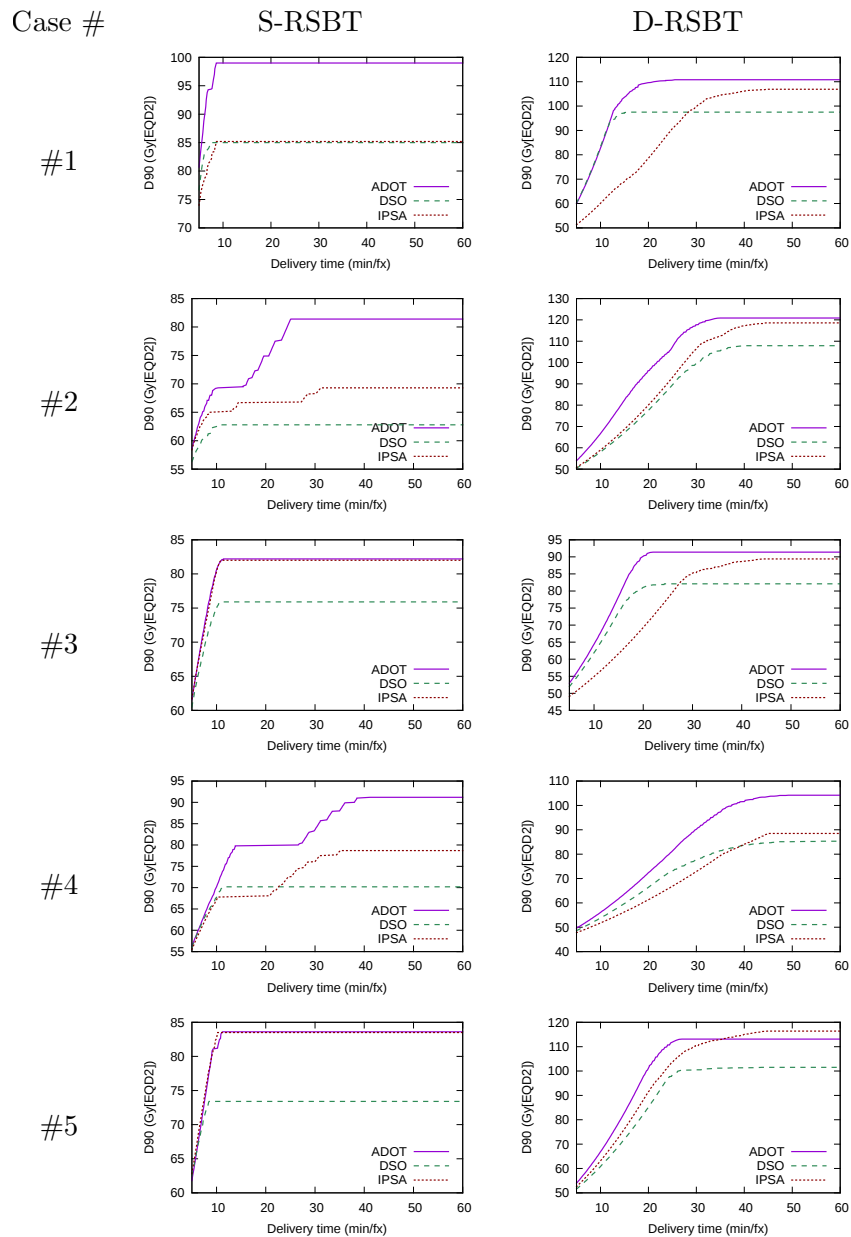 Case # S-RSBT D-RSBT
#1
D90 (Gy[EQD2])
100
95
90
85
80
75
70
10 20 30 40 50 60
Delivery time (min/fx)
ADOT
DSO
IPSA
D90 (Gy[EQD2])
120
110
100
90
80
70
60
50
10 20 30 40 50 60
Delivery time (min/fx)
ADOT
DSO
IPSA
#2
D90 (Gy[EQD2])
85
80
75
70
65
60
55
10 20 30 40 50 60
Delivery time (min/fx)
ADOT
DSO
IPSA
D90 (Gy[EQD2])
130
120
110
100
90
80
70
60
50
10 20 30 40 50 60
Delivery time (min/fx)
ADOT
DSO
IPSA
#3
D90 (Gy[EQD2])
85
80
75
70
65
60
10 20 30 40 50 60
Delivery time (min/fx)
ADOT
DSO
IPSA
D90 (Gy[EQD2])
95
90
85
80
75
70
65
60
55
50
45
10 20 30 40 50 60
Delivery time (min/fx)
ADOT
DSO
IPSA
#4
D90 (Gy[EQD2])
95
90
85
80
75
70
65
60
55
10 20 30 40 50 60
Delivery time (min/fx)
ADOT
DSO
IPSA
D90 (Gy[EQD2])
110
100
90
80
70
60
50
40
10 20 30 40 50 60
Delivery time (min/fx)
ADOT
DSO
IPSA
#5
D90 (Gy[EQD2])
85
80
75
70
65
60
10 20 30 40 50 60
Delivery time (min/fx)
ADOT
DSO
IPSA
D90 (Gy[EQD2])
120
110
100
90
80
70
60
50
10 20 30 40 50 60
Delivery time (min/fx)
ADOT
DSO
IPSA